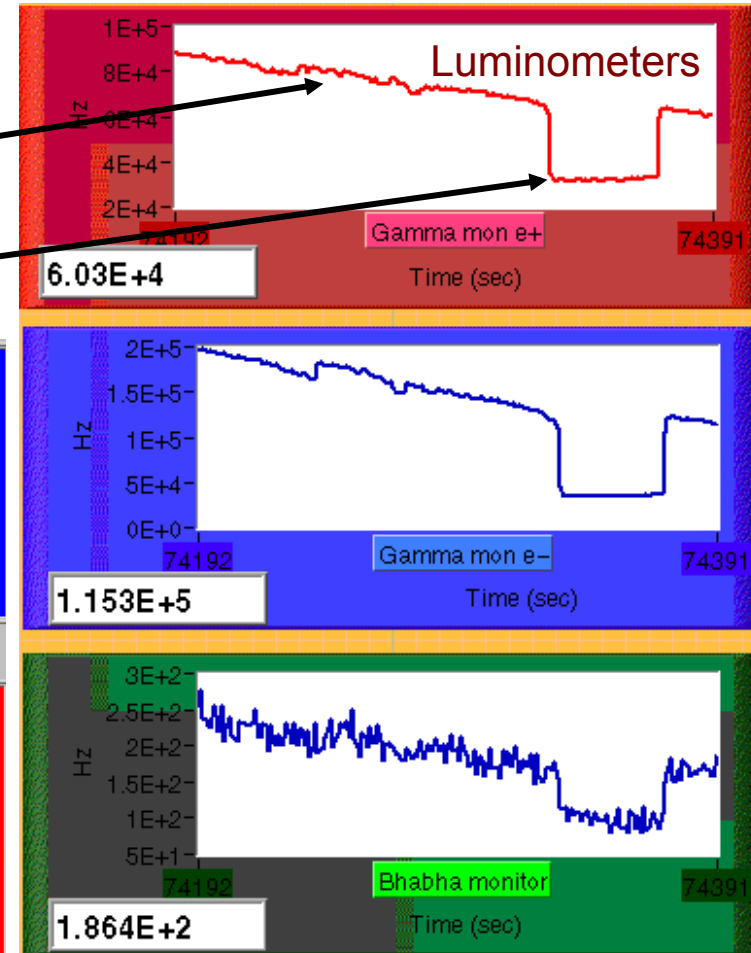 Luminometers
1E+5
8E+4
6E+4
4E+4
2E+4
Hz
74192
Gamma mon e+
74391
6.03E+4
Time (sec)
2E+5
1.5E+5
1E+5
5E+4
0E+0
Hz
74192
Gamma mon e-
74391
1.153E+5
Time (sec)
3E+2
2.5E+2
2E+2
1.5E+2
1E+2
5E+1
Hz
74192
Bhabha monitor
74391
1.864E+2
Time (sec)